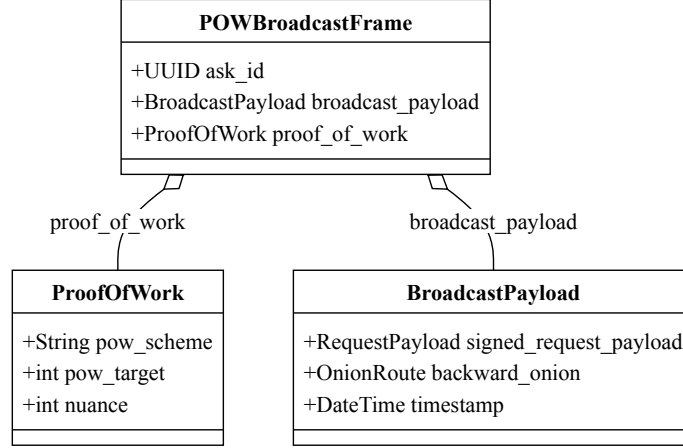 POWBroadcastFrame
+UUID ask_id
+BroadcastPayload broadcast_payload
+ProofOfWork proof_of_work
proof_of_work
broadcast_payload
ProofOfWork
+String pow_scheme
+int pow_target
+int nuance
BroadcastPayload
+RequestPayload signed_request_payload
+OnionRoute backward_onion
+DateTime timestamp